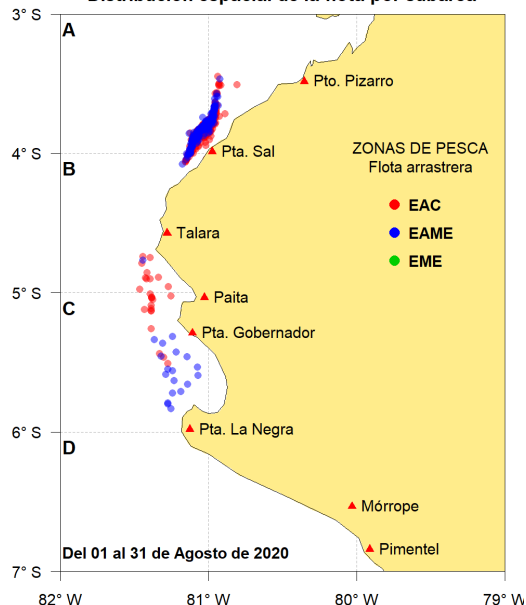 3° S
A
Pto. Pizarro
ZONAS DE PESCA
Flota arrastrera
Pta. Sal
4° S
B
EAC
EAME
EME
Talara
5° S
C
Paita
Pta. Gobernador
6° S
D
Pta. La Negra
Mórrope
Del 01 al 31 de Agosto de 2020
Pimentel
7° S
82° W
81° W
80° W
79° W